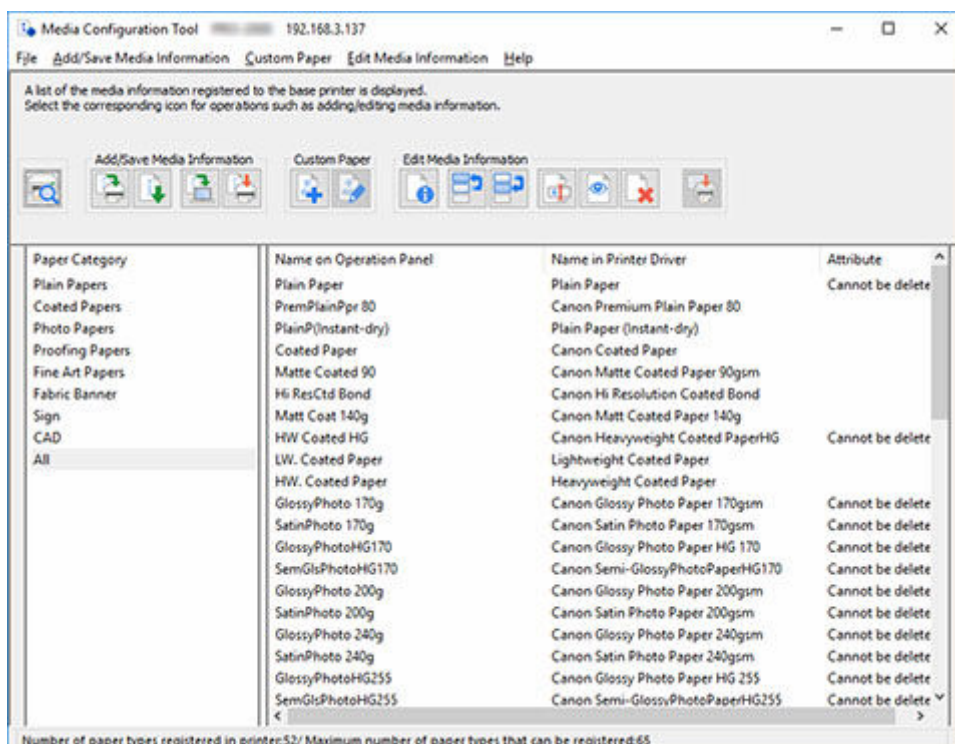 Media Configuration Tool 192.168.3.137
File Add/Save Media Information Custom Paper Edit Media Information Help
A list of the media information registered to the base printer is displayed.
Select the corresponding icon for operations such as adding/editing media information.
Add/Save Media Information Custom Paper Edit Media Information
Paper Category
Plain Papers
Coated Papers
Photo Papers
Proofing Papers
Fine Art Papers
Fabric Banner
Sign
CAD
All
Name on Operation Panel Name in Printer Driver Attribute
Plain Paper Plain Paper Cannot be delete
PremPlainPpr 80 Canon Premium Plain Paper 80
PlainP(Instant-dry) Plain Paper (Instant-dry)
Coated Paper Canon Coated Paper
Matte Coated 90 Canon Matte Coated Paper 90gsm
Hi ResCtd Bond Canon Hi Resolution Coated Bond
Matt Coat 140g Canon Matt Coated Paper 140g
HW Coated HG Canon Heavyweight Coated PaperHG Cannot be delete
LW. Coated Paper Lightweight Coated Paper
HW. Coated Paper Heavyweight Coated Paper
GlossyPhoto 170g Canon Glossy Photo Paper 170gsm Cannot be delete
SatinPhoto 170g Canon Satin Photo Paper 170gsm Cannot be delete
GlossyPhotoHG170 Canon Glossy Photo Paper HG 170 Cannot be delete
SemGlsPhotoHG170 Canon Semi-GlossyPhotoPaperHG170 Cannot be delete
GlossyPhoto 200g Canon Glossy Photo Paper 200gsm Cannot be delete
SatinPhoto 200g Canon Satin Photo Paper 200gsm Cannot be delete
GlossyPhoto 240g Canon Glossy Photo Paper 240gsm Cannot be delete
SatinPhoto 240g Canon Satin Photo Paper 240gsm Cannot be delete
GlossyPhotoHG255 Canon Glossy Photo Paper HG 255 Cannot be delete
SemGlsPhotoHG255 Canon Semi-GlossyPhotoPaperHG255 Cannot be delete
Number of paper types registered in printer:52/ Maximum number of paper types that can be registered:65